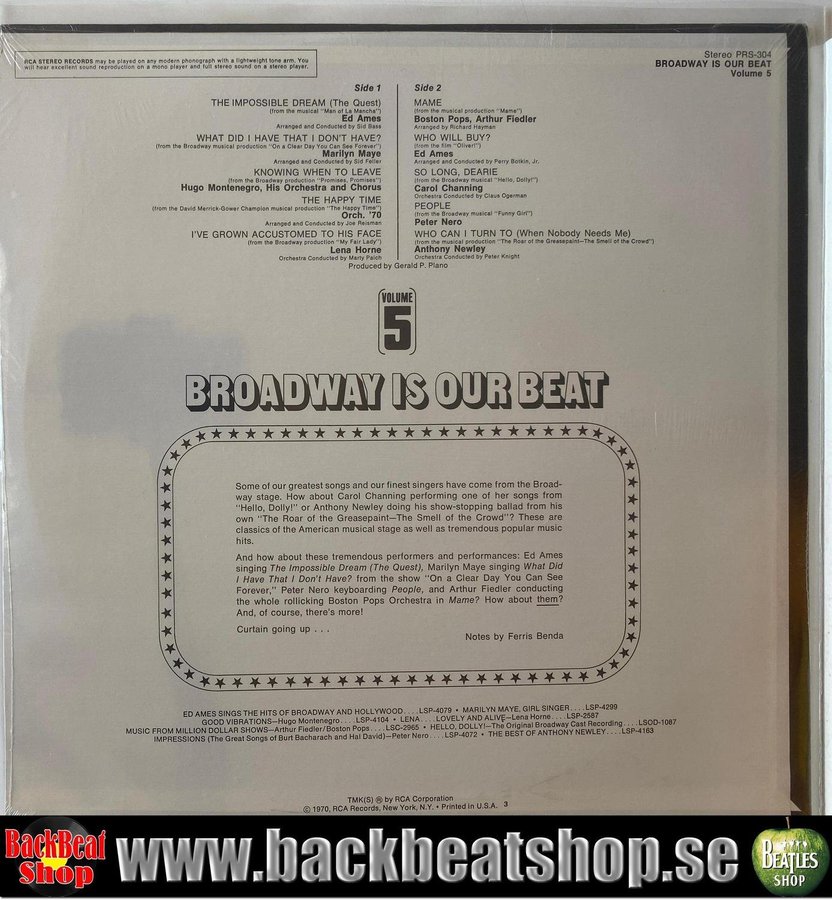 RCA STEREO RECORDS may be played on any modern phonograph with a lightweight tone arm. You
will hear excellent sound reproduction on a mono player and full stereo sound on a stereo player.
Stereo PRS-304
BROADWAY IS OUR BEAT
Volume 5
Side 1
THE IMPOSSIBLE DREAM (The Quest)
(from the musical "Man of La Mancha")
Ed Ames
Arranged and Conducted by Sid Bass
WHAT DID I HAVE THAT I DON'T HAVE?
(from the Broadway musical production "On a Clear Day You Can See Forever")
Marilyn Maye
Arranged and Conducted by Sid Feller
KNOWING WHEN TO LEAVE
(from the Broadway production "Promises, Promises")
Hugo Montenegro, His Orchestra and Chorus
THE HAPPY TIME
(from the David Merrick-Gower Champion musical production "The Happy Time")
Orch. '70
Arranged and Conducted by Joe Reisman
I'VE GROWN ACCUSTOMED TO HIS FACE
(from the Broadway production "My Fair Lady")
Lena Horne
Orchestra Conducted by Marty Paich
Side 2
MAME
(from the musical production "Mame")
Boston Pops, Arthur Fiedler
Arranged by Richard Hayman
WHO WILL BUY?
(from the film "Oliver!")
Ed Ames
Arranged and Conducted by Perry Botkin, Jr.
SO LONG, DEARIE
(from the Broadway musical "Hello, Dolly!")
Carol Channing
Orchestra Conducted by Claus Ogerman
PEOPLE
(from the Broadway musical "Funny Girl")
Peter Nero
WHO CAN I TURN TO (When Nobody Needs Me)
(from the musical production "The Roar of the Greasepaint—The Smell of the Crowd")
Anthony Newley
Orchestra Conducted by Peter Knight
Produced by Gerald P. Plano
VOLUME
5
BROADWAY IS OUR BEAT
Some of our greatest songs and our finest singers have come from the Broad-
way stage. How about Carol Channing performing one of her songs from
"Hello, Dolly!" or Anthony Newley doing his show-stopping ballad from his
own "The Roar of the Greasepaint—The Smell of the Crowd"? These are
classics of the American musical stage as well as tremendous popular music
hits.
And how about these tremendous performers and performances: Ed Ames
singing The Impossible Dream (The Quest), Marilyn Maye singing What Did
I Have That I Don't Have? from the show "On a Clear Day You Can See
Forever," Peter Nero keyboarding People, and Arthur Fiedler conducting
the whole rollicking Boston Pops Orchestra in Mame? How about them?
And, of course, there's more!
Curtain going up . . .
Notes by Ferris Benda
ED AMES SINGS THE HITS OF BROADWAY AND HOLLYWOOD....LSP-4079 • MARILYN MAYE, GIRL SINGER....LSP-4299
GOOD VIBRATIONS—Hugo Montenegro....LSP-4104 • LENA....LOVELY AND ALIVE—Lena Horne....LSP-2587
MUSIC FROM MILLION DOLLAR SHOWS—Arthur Fiedler/Boston Pops....LSC-2965 • HELLO, DOLLY!—The Original Broadway Cast Recording....LSOD-1087
IMPRESSIONS (The Great Songs of Burt Bacharach and Hal David)—Peter Nero....LSP-4072 • THE BEST OF ANTHONY NEWLEY....LSP-4163
TMK(S) ® by RCA Corporation
© 1970, RCA Records, New York, N.Y. • Printed in U.S.A. 3
BackBeat
Shop
www.backbeatshop.se
BEATLES
SHOP